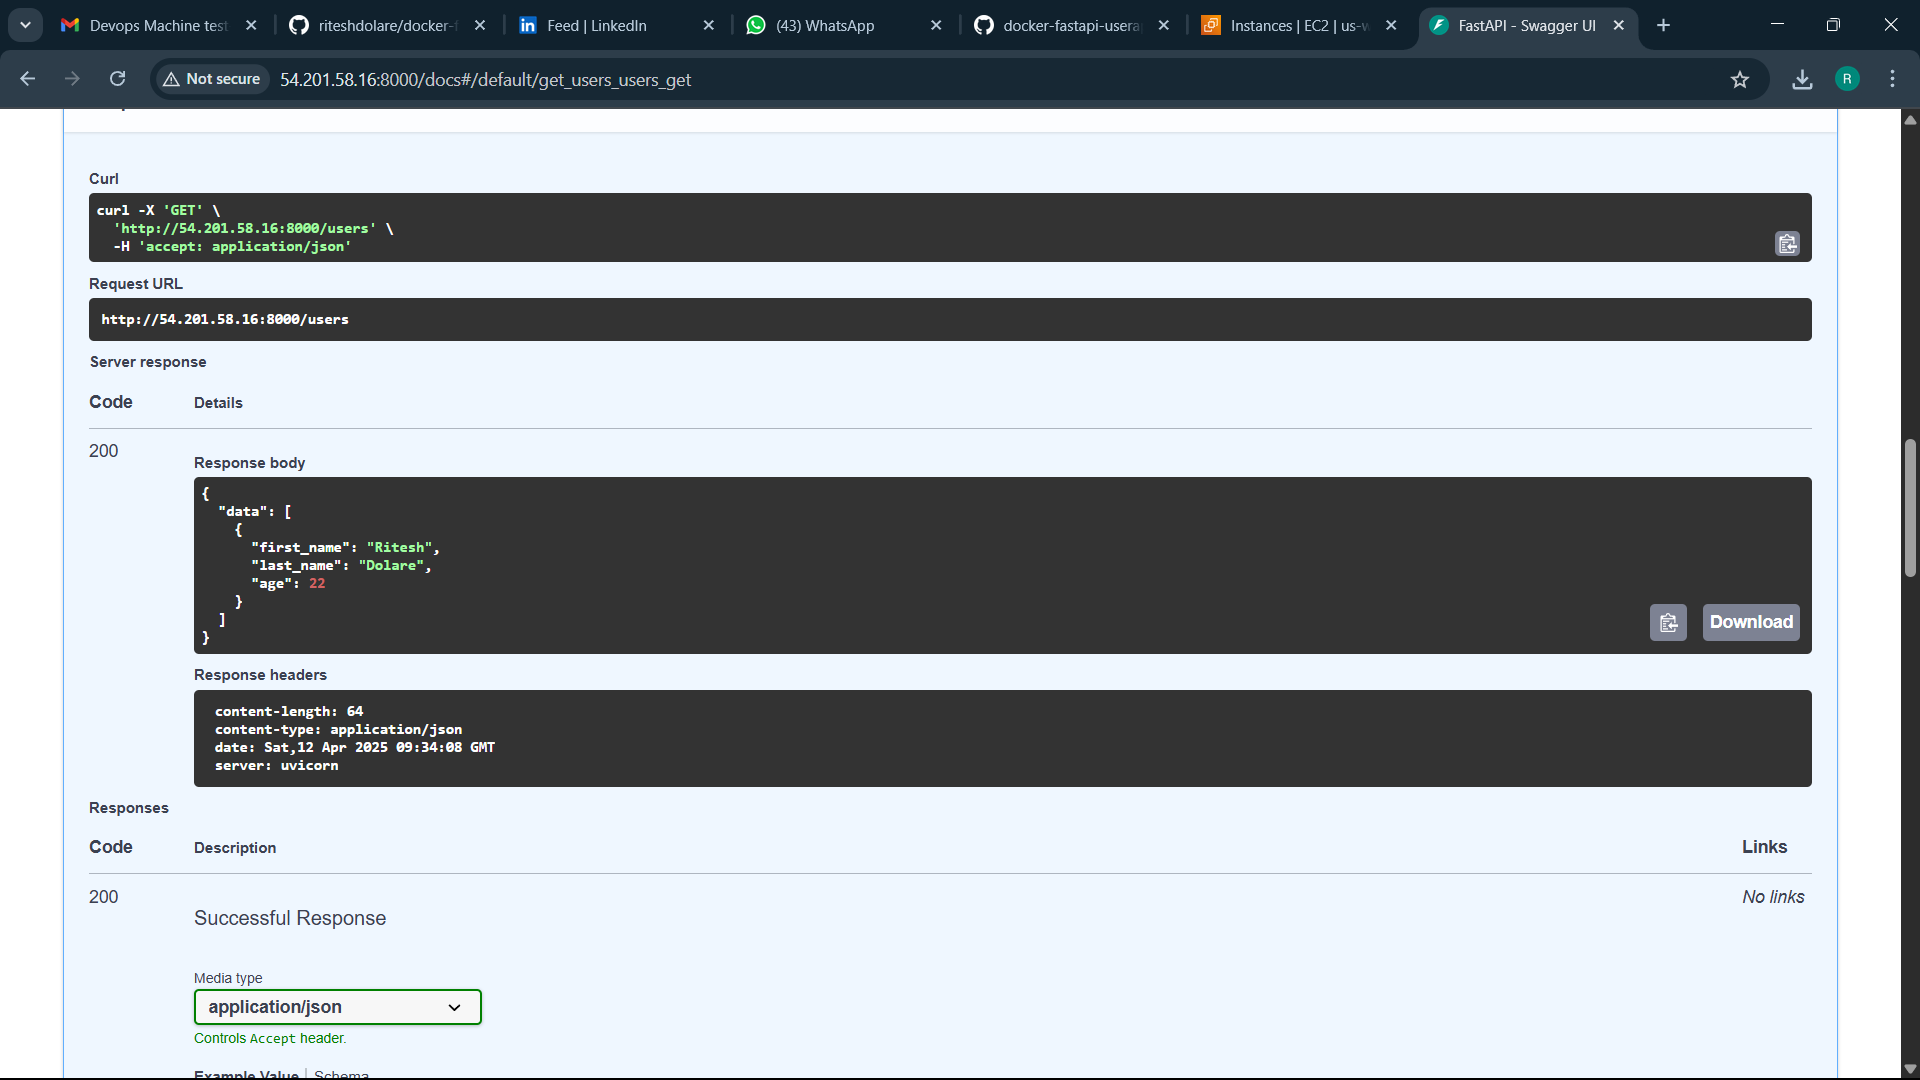 Devops Machine test
riteshdolare/docker-f
Feed | LinkedIn
(43) WhatsApp
docker-fastapi-usera
Instances | EC2 | us-w
FastAPI - Swagger UI
Not secure
54.201.58.16:8000/docs#/default/get_users_users_get
R
Curl
curl -X 'GET' \
'http://54.201.58.16:8000/users' \
-H 'accept: application/json'
Request URL
http://54.201.58.16:8000/users
Server response
Code Details
200
Response body
{
"data": [
{
"first_name": "Ritesh",
"last_name": "Dolare",
"age": 22
}
]
}
Download
Response headers
content-length: 64
content-type: application/json
date: Sat,12 Apr 2025 09:34:08 GMT
server: uvicorn
Responses
Code Description Links
200 No links
Successful Response
Media type
application/json
Controls Accept header.
Example Value | Schema